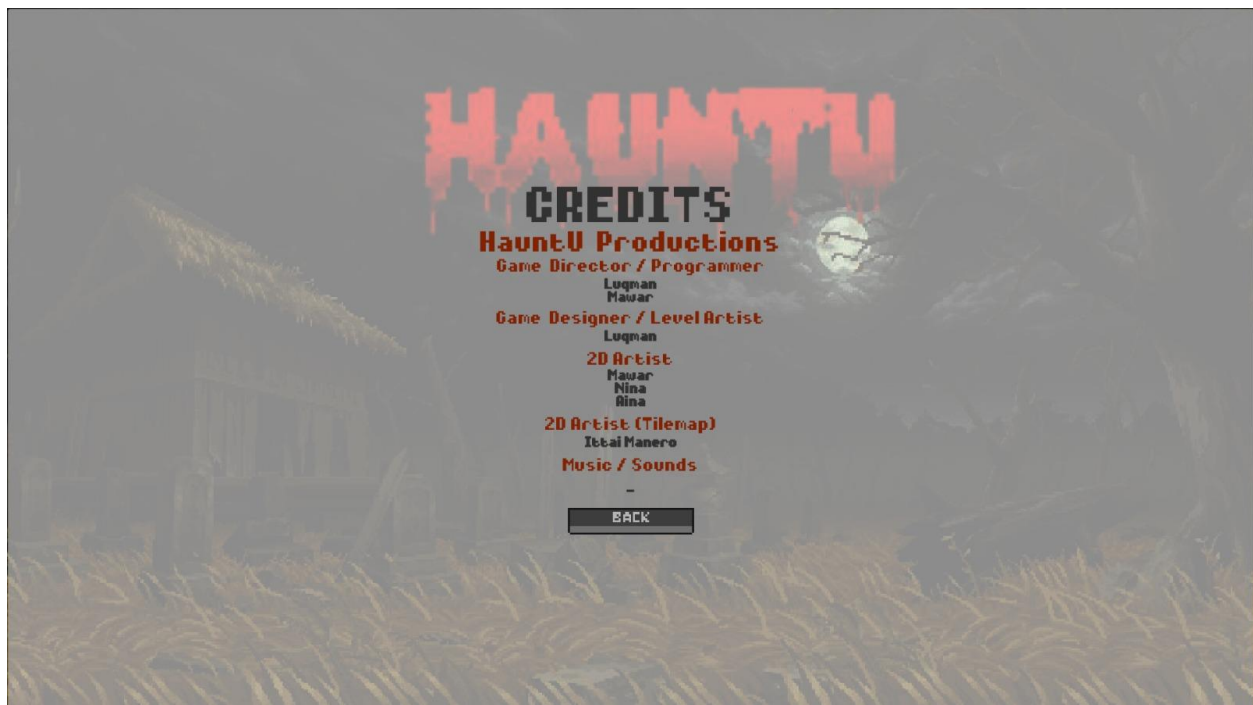 HAUNTU
CREDITS
HauntU Productions
Game Director / Programmer
Luqman
Mawar
Game Designer / Level Artist
Luqman
2D Artist
Mawar
Nina
Aina
2D Artist (Tilemap)
Ittai Manero
Music / Sounds
-
BACK